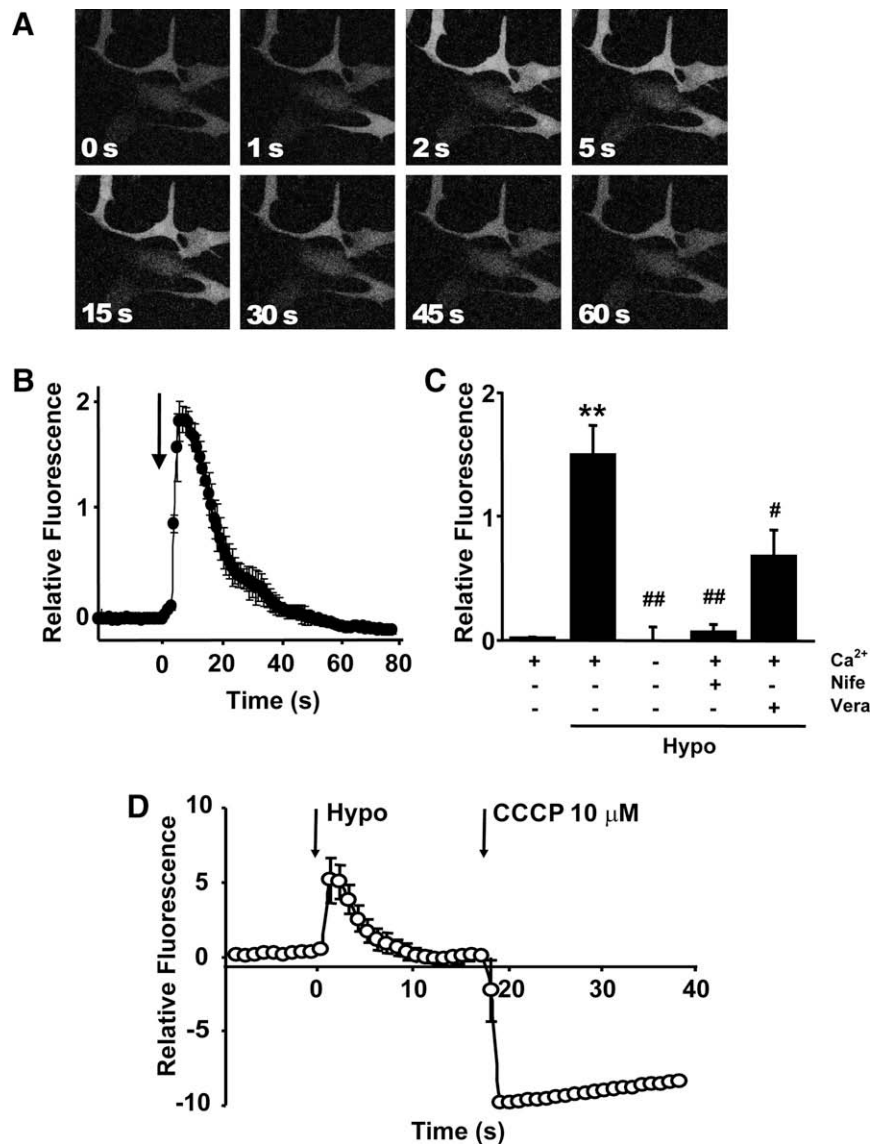 A
0 s
1 s
2 s
5 s
15 s
30 s
45 s
60 s
B
Relative Fluorescence
2
1
0
0 20 40 60 80
Time (s)
C
Relative Fluorescence
2
1
0
**
##
##
#
+ + - + + Ca²⁺
- - - + - Nife
- - - - + Vera
Hypo
D
Relative Fluorescence
10
5
0
-5
-10
Hypo
CCCP 10 μM
0 10 20 30 40
Time (s)